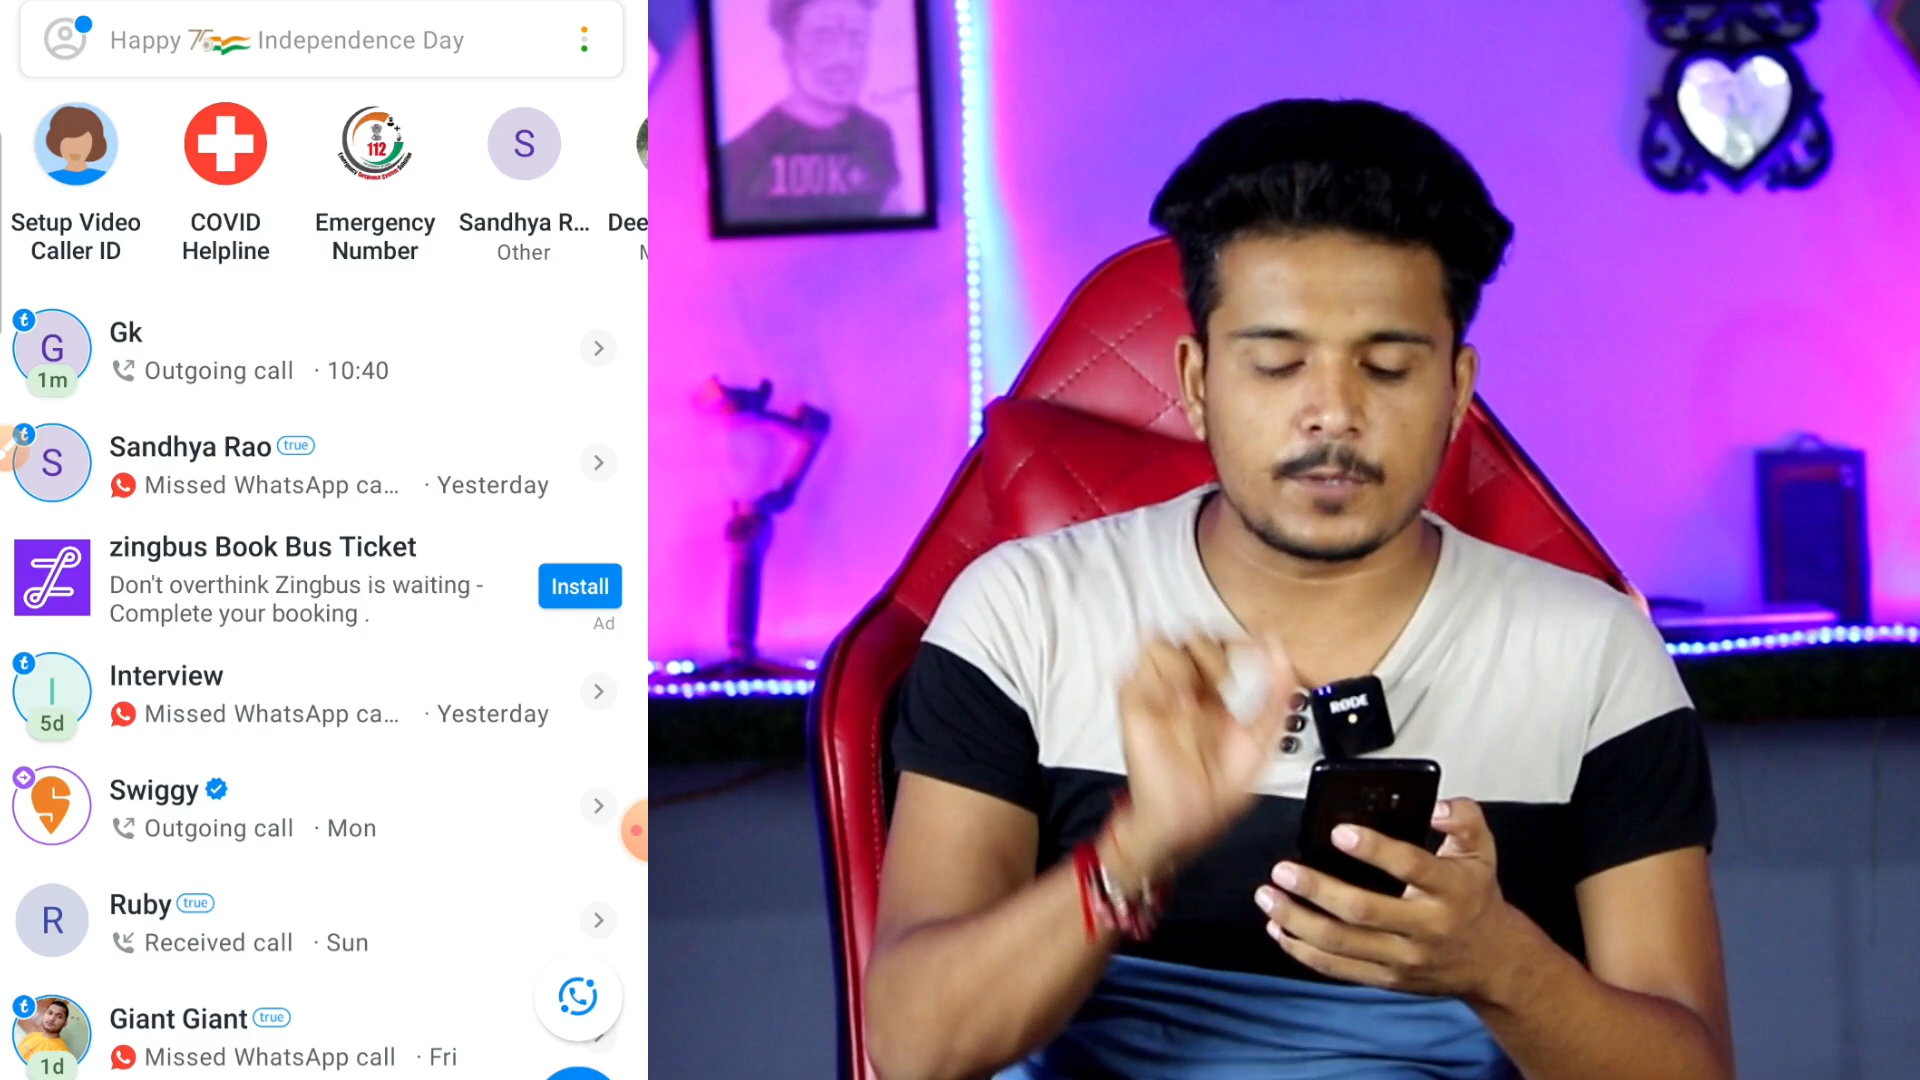 Happy 75 Independence Day
Setup Video
Caller ID
COVID
Helpline
112
Emergency
Number
S
Sandhya R...
Other
Dee
M
t
G
1m
Gk
Outgoing call · 10:40
t
S
Sandhya Rao true
Missed WhatsApp ca... · Yesterday
zingbus Book Bus Ticket
Don't overthink Zingbus is waiting -
Complete your booking .
Install
Ad
t
I
5d
Interview
Missed WhatsApp ca... · Yesterday
Swiggy
Outgoing call · Mon
R
Ruby true
Received call · Sun
t
1d
Giant Giant true
Missed WhatsApp call · Fri
100K+
RØDE